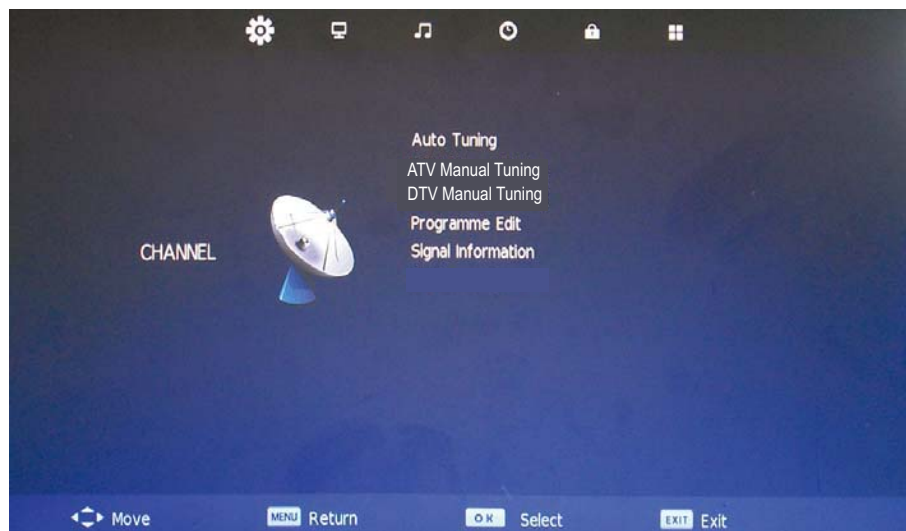 Auto Tuning
ATV Manual Tuning
DTV Manual Tuning
Programme Edit
CHANNEL
Signal Information
Move MENU Return OK Select EXIT Exit